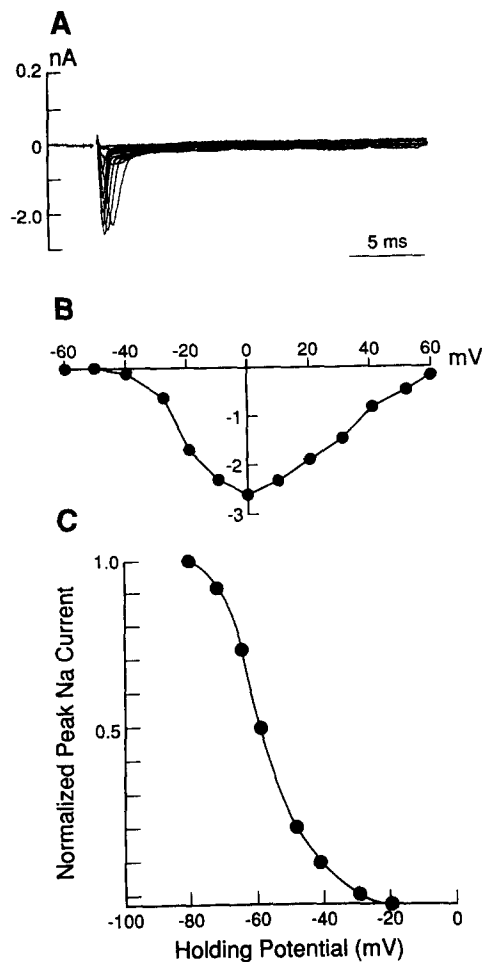 A
nA
0.2
0
-2.0
5 ms
B
-60 -40 -20 0 20 40 60 mV
-1
-2
-3
C
Normalized Peak Na Current
1.0
0.5
-100 -80 -60 -40 -20 0
Holding Potential (mV)